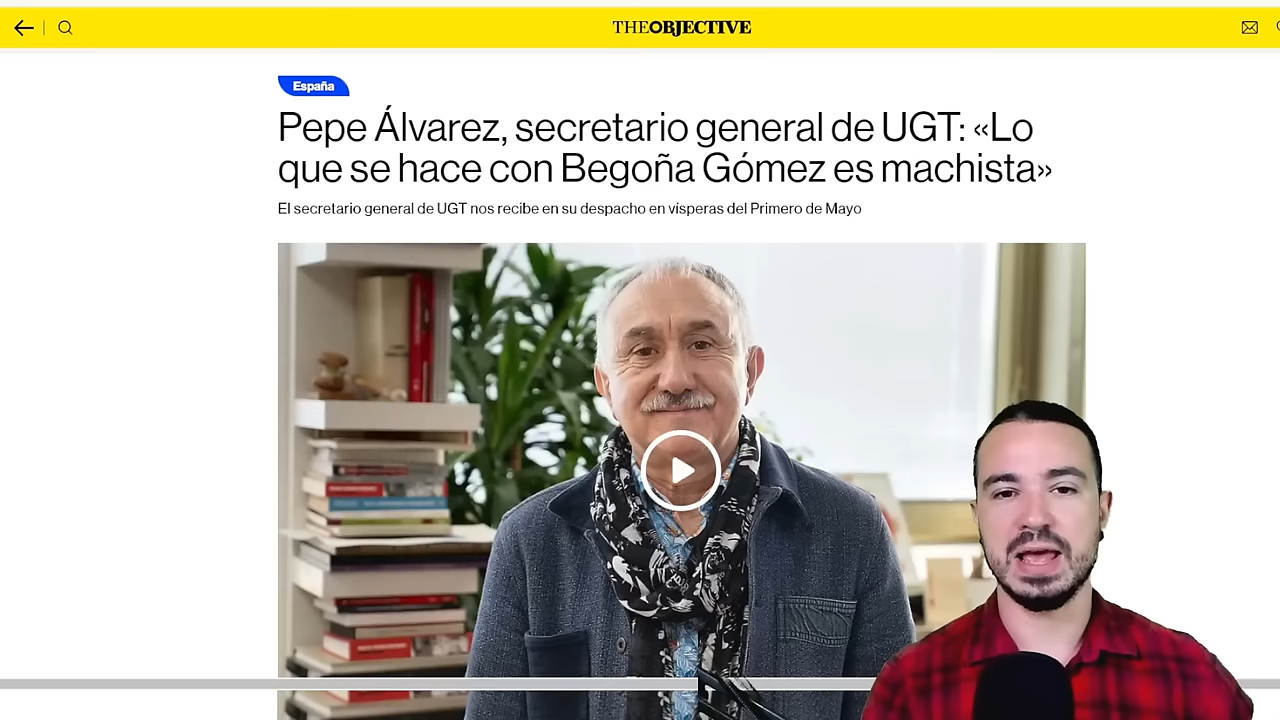 THEOBJECTIVE
España
Pepe Álvarez, secretario general de UGT: «Lo
que se hace con Begoña Gómez es machista»
El secretario general de UGT nos recibe en su despacho en vísperas del Primero de Mayo